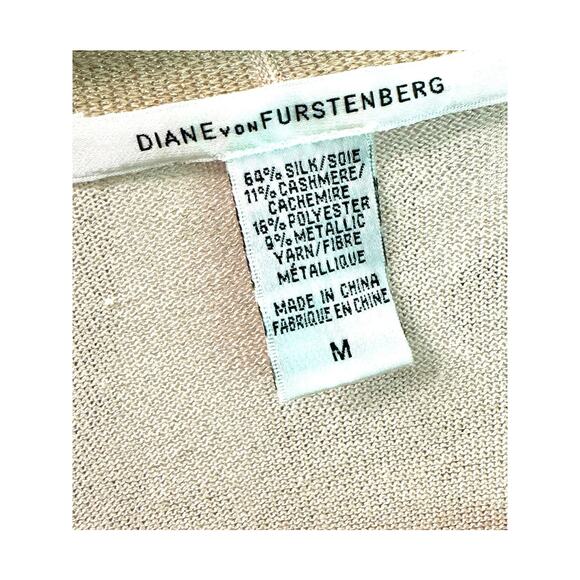 DIANE VON FURSTENBERG
64% SILK/SOIE
11% CASHMERE/
CACHEMIRE
16% POLYESTER
9% METALLIC
YARN/FIBRE
MÉTALLIQUE
MADE IN CHINA
FABRIQUE EN CHINE
M